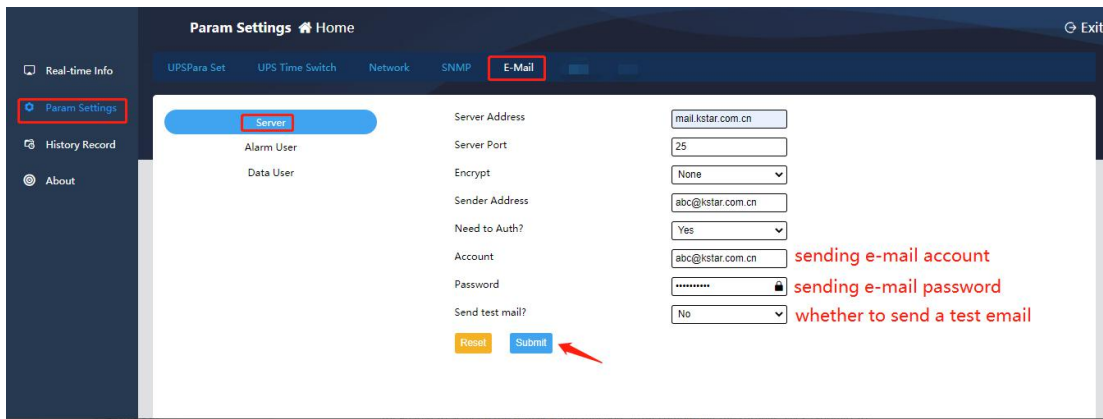 Param Settings Home
Exit
Real-time Info
Param Settings
History Record
About
UPSPara Set UPS Time Switch Network SNMP E-Mail
Server
Alarm User
Data User
Server Address mail.kstar.com.cn
Server Port 25
Encrypt None
Sender Address abc@kstar.com.cn
Need to Auth? Yes
Account abc@kstar.com.cn sending e-mail account
Password •••••••••• sending e-mail password
Send test mail? No whether to send a test email
Reset Submit